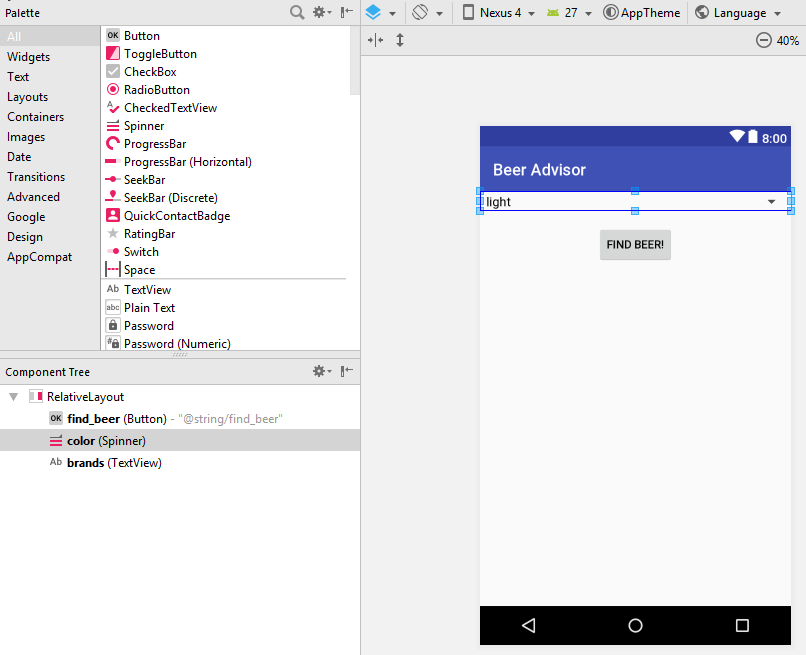 Palette
Nexus 4
27
AppTheme
Language
40%
All
Widgets
Text
Layouts
Containers
Images
Date
Transitions
Advanced
Google
Design
AppCompat
OK Button
ToggleButton
CheckBox
RadioButton
CheckedTextView
Spinner
ProgressBar
ProgressBar (Horizontal)
SeekBar
SeekBar (Discrete)
QuickContactBadge
RatingBar
Switch
Space
Ab TextView
abc Plain Text
Password
Password (Numeric)
Component Tree
RelativeLayout
OK find_beer (Button) - "@string/find_beer"
color (Spinner)
Ab brands (TextView)
8:00
Beer Advisor
light
FIND BEER!